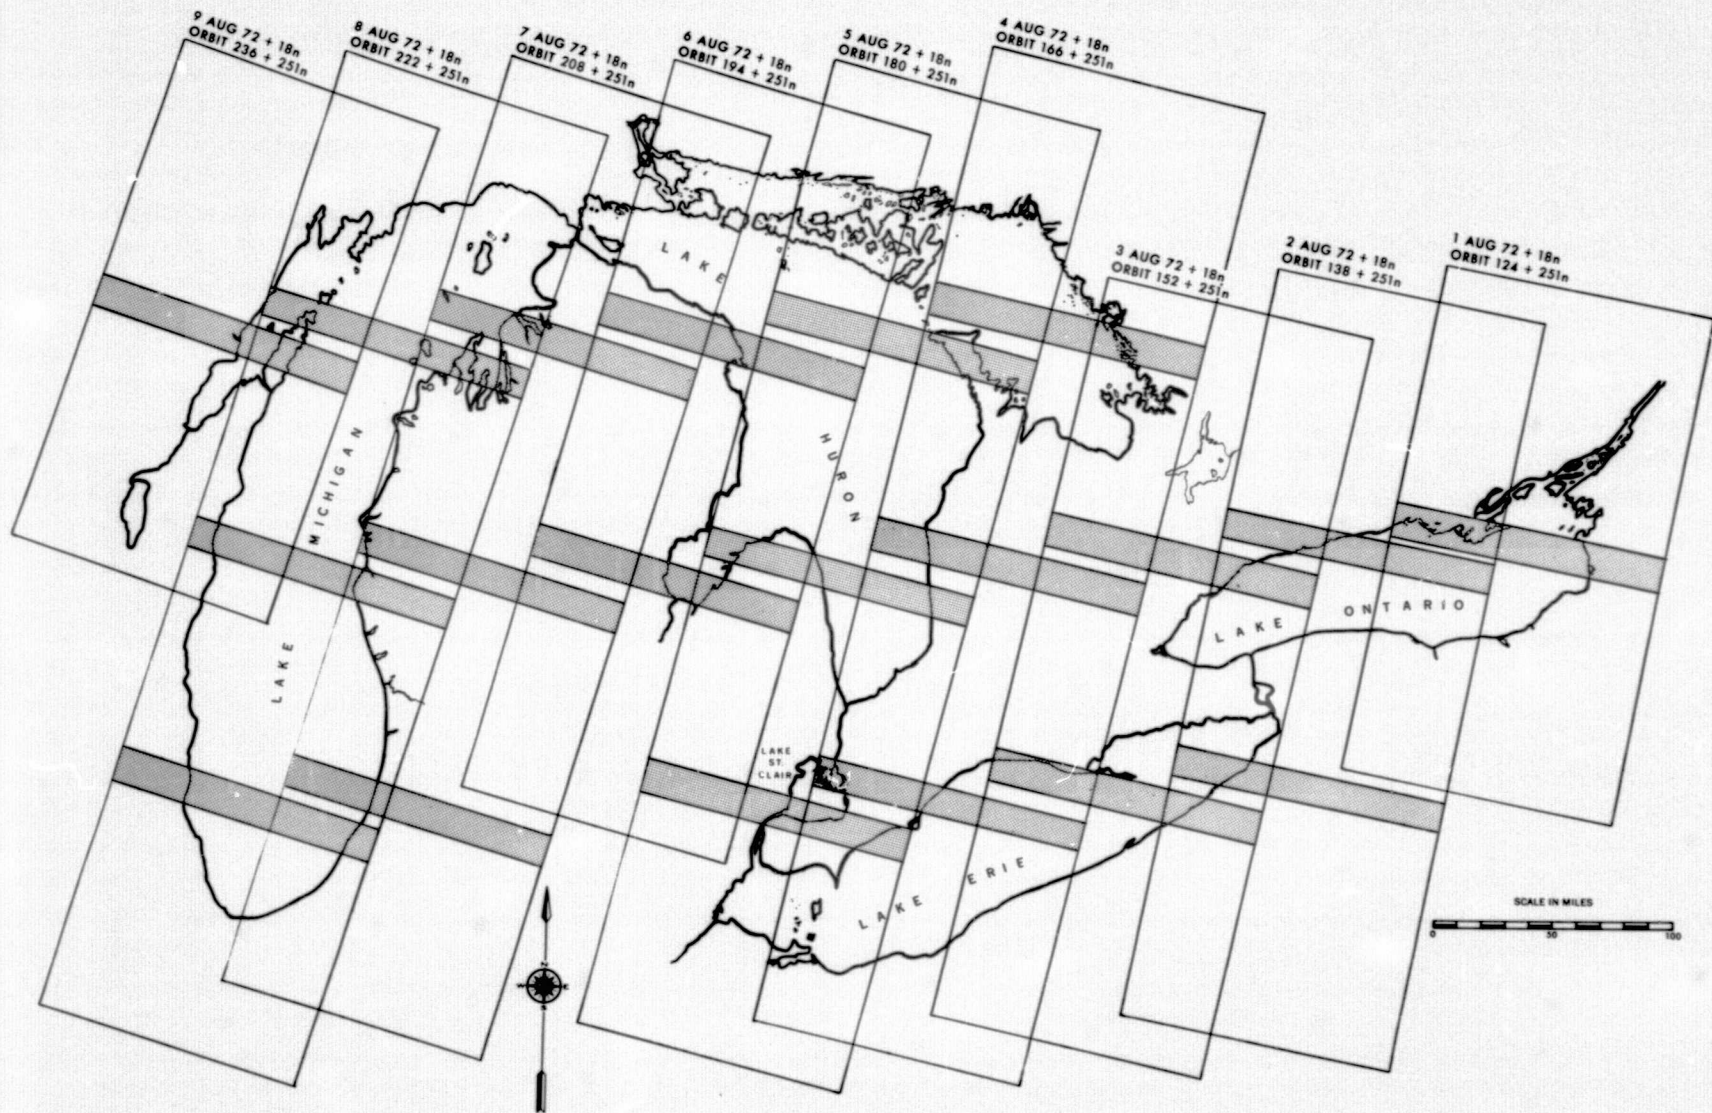 9 AUG 72 + 18n
ORBIT 236 + 251n
8 AUG 72 + 18n
ORBIT 222 + 251n
7 AUG 72 + 18n
ORBIT 208 + 251n
6 AUG 72 + 18n
ORBIT 194 + 251n
5 AUG 72 + 18n
ORBIT 180 + 251n
4 AUG 72 + 18n
ORBIT 166 + 251n
3 AUG 72 + 18n
ORBIT 152 + 251n
2 AUG 72 + 18n
ORBIT 138 + 251n
1 AUG 72 + 18n
ORBIT 124 + 251n
LAKE
HURON
LAKE MICHIGAN
LAKE ONTARIO
LAKE
ST.
CLAIR
LAKE ERIE
SCALE IN MILES
0 50 100
N
W E
S